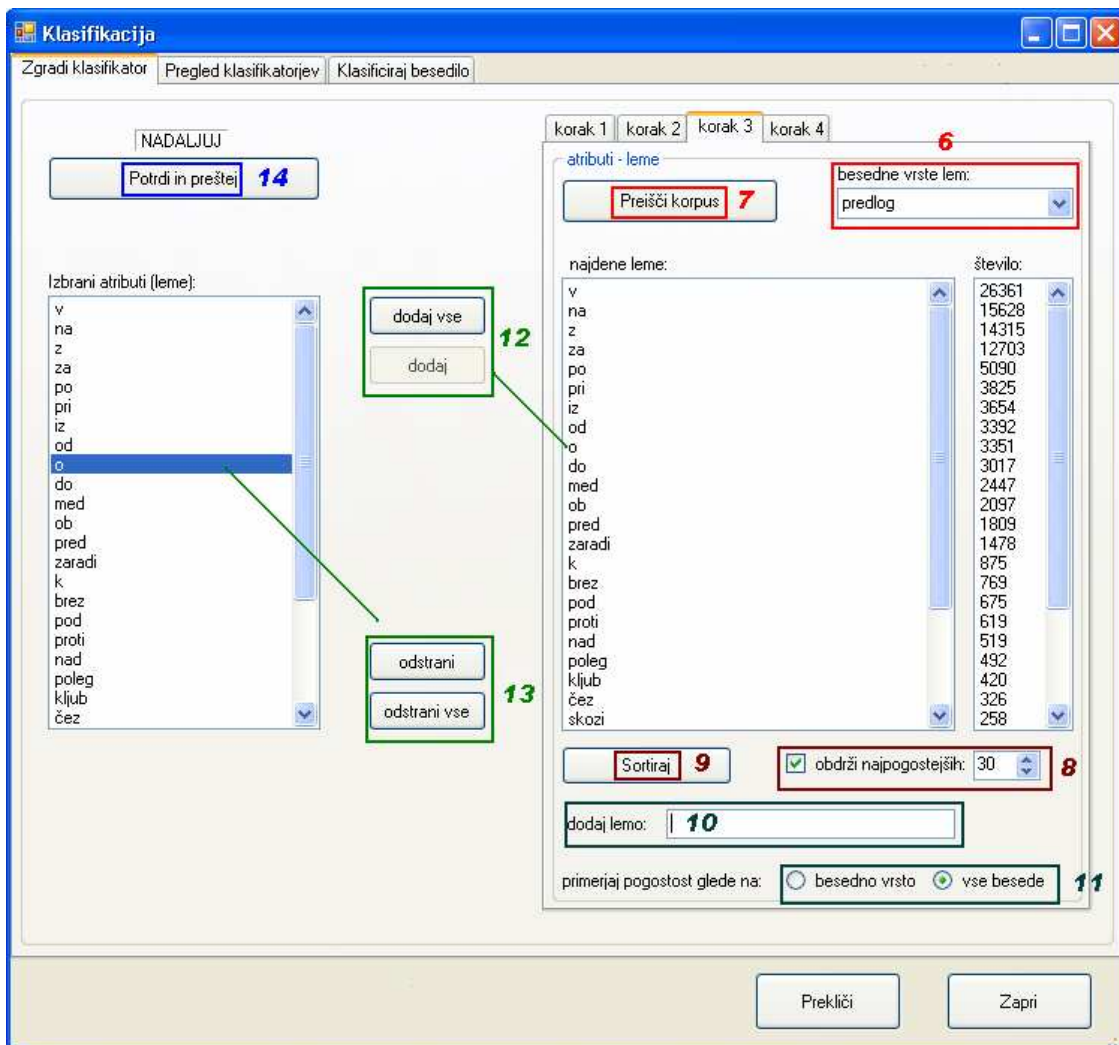 Klasifikacija
Zgradi klasifikator Pregled klasifikatorjev Klasificiraj besedilo
NADALJUJ
Potrdi in preštej 14
Izbrani atributi (leme):
v
na
z
za
po
pri
iz
od
o
do
med
ob
pred
zaradi
k
brez
pod
proti
nad
poleg
kljub
čez
dodaj vse
dodaj
12
odstrani
odstrani vse
13
korak 1 korak 2 korak 3 korak 4
atributi - leme
Preišči korpus 7
6
besedne vrste lem:
predlog
najdene leme: število:
v 26361
na 15628
z 14315
za 12703
po 5090
pri 3825
iz 3654
od 3392
o 3351
do 3017
med 2447
ob 2097
pred 1809
zaradi 1478
k 875
brez 769
pod 675
proti 619
nad 519
poleg 492
kljub 420
čez 326
skozi 258
Sortiraj 9 obdrži najpogostejših: 30 8
dodaj lemo: 10
primerjaj pogostost glede na: besedno vrsto vse besede 11
Prekliči Zapri